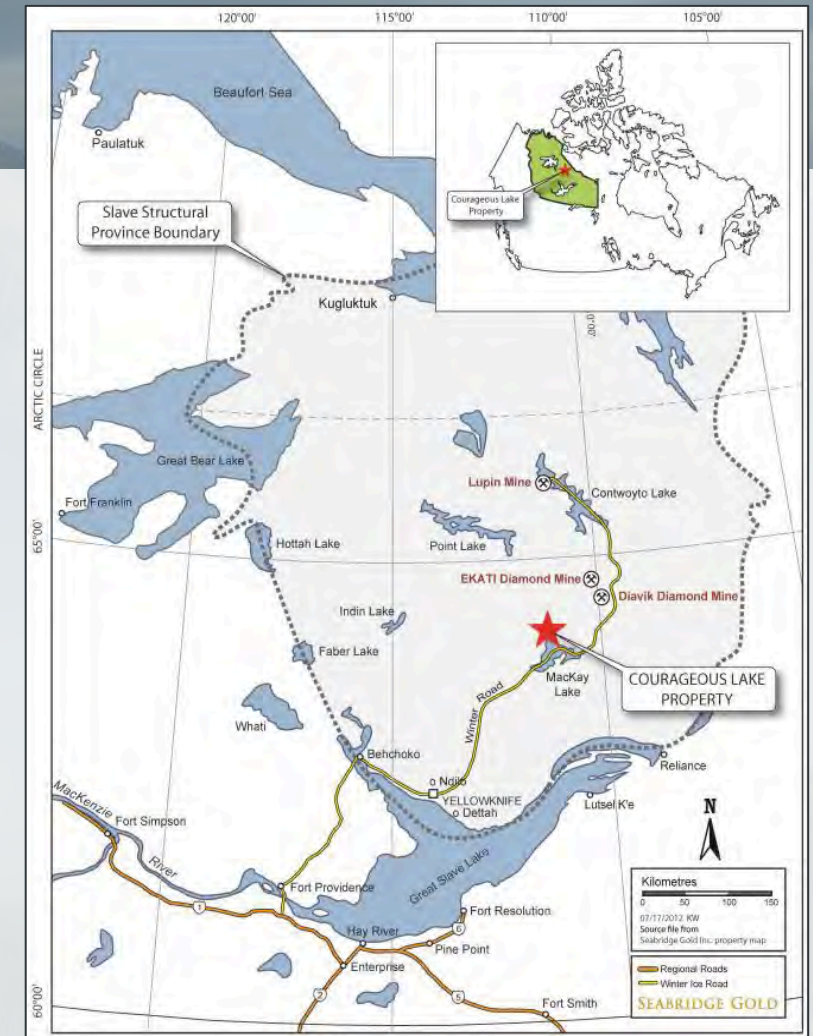 120°00'
115°00'
110°00'
105°00'
Beaufort Sea
Paulatuk
Courageous Lake
Property
Slave Structural
Province Boundary
Kugluktuk
ARCTIC CIRCLE
Great Bear Lake
Lupin Mine
Contwoyto Lake
Fort Franklin
65°00'
Hottah Lake
Point Lake
EKATI Diamond Mine
Diavik Diamond Mine
Indin Lake
Faber Lake
COURAGEOUS LAKE
PROPERTY
MacKay
Lake
Winter Road
Whati
Behchoko
Reliance
Ndilo
YELLOWKNIFE
Dettah
Lutsel K'e
MacKenzie
River
Fort Simpson
N
Great Slave Lake
Fort Providence
Kilometres
0 50 100 150
07/17/2012 KW
Source file from
Seabridge Gold Inc. property map
1
Fort Resolution
Hay River
6
Pine Point
Enterprise
Regional Roads
Winter Ice Road
SEABRIDGE GOLD
2
5
Fort Smith
60°00'